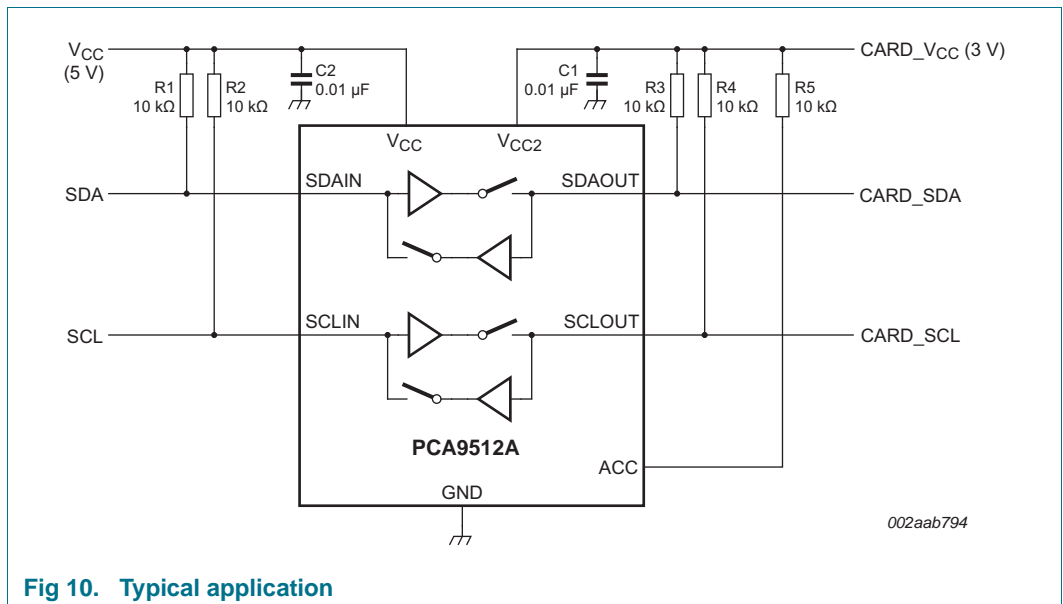 VCC
(5 V)
R1
10 kΩ
R2
10 kΩ
C2
0.01 μF
C1
0.01 μF
R3
10 kΩ
R4
10 kΩ
R5
10 kΩ
CARD_VCC (3 V)
VCC
VCC2
SDA
SDAIN
SDAOUT
CARD_SDA
SCL
SCLIN
SCLOUT
CARD_SCL
PCA9512A
ACC
GND
002aab794
Fig 10. Typical application